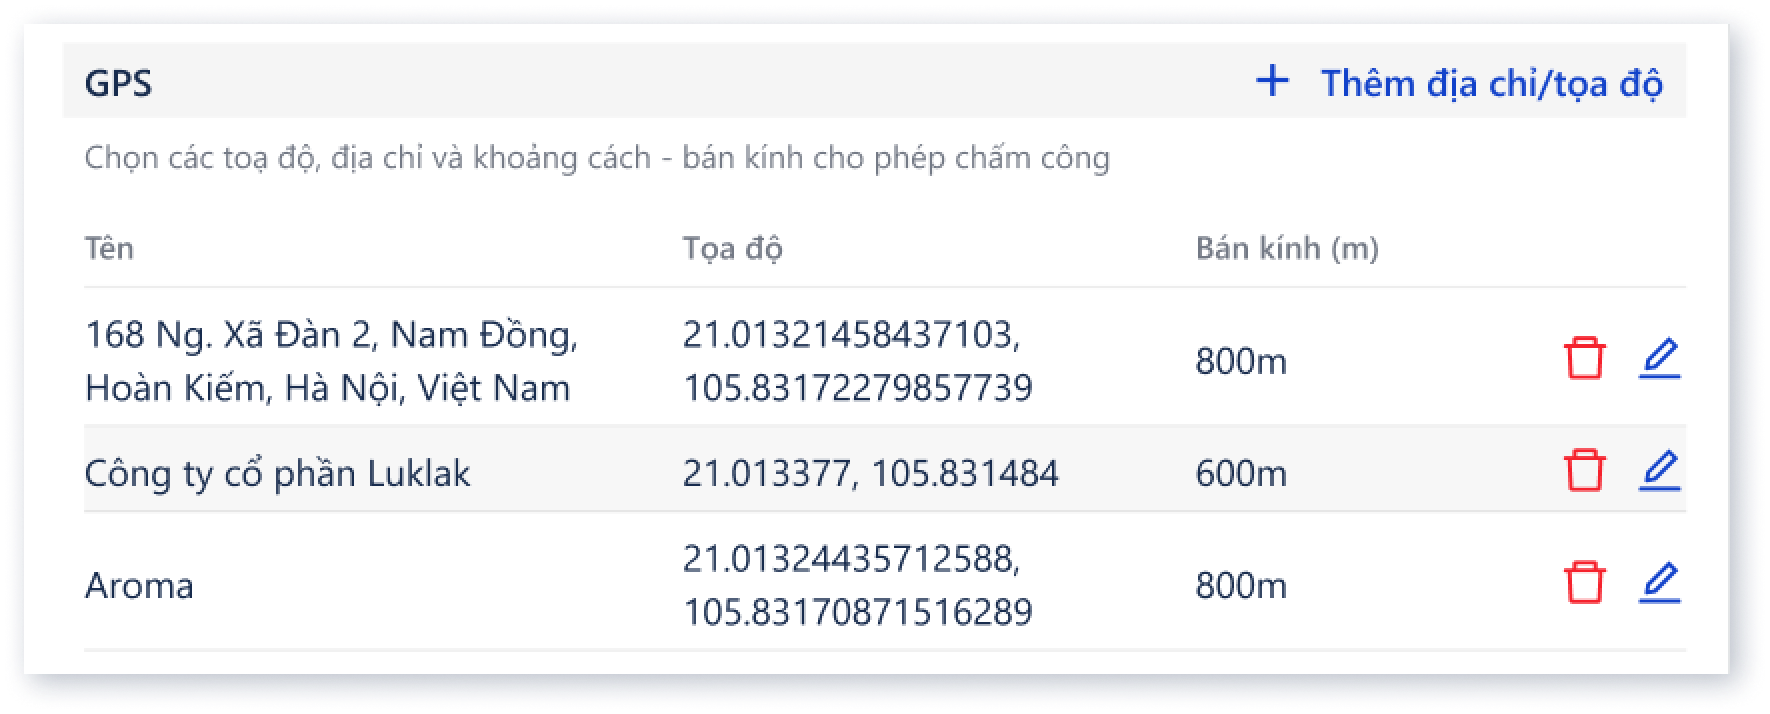 GPS
+ Thêm địa chỉ/tọa độ
Chọn các toạ độ, địa chỉ và khoảng cách - bán kính cho phép chấm công
Tên Tọa độ Bán kính (m)
168 Ng. Xã Đàn 2, Nam Đồng,
Hoàn Kiếm, Hà Nội, Việt Nam
21.01321458437103,
105.83172279857739
800m
Công ty cổ phần Luklak 21.013377, 105.831484 600m
Aroma
21.01324435712588,
105.83170871516289
800m